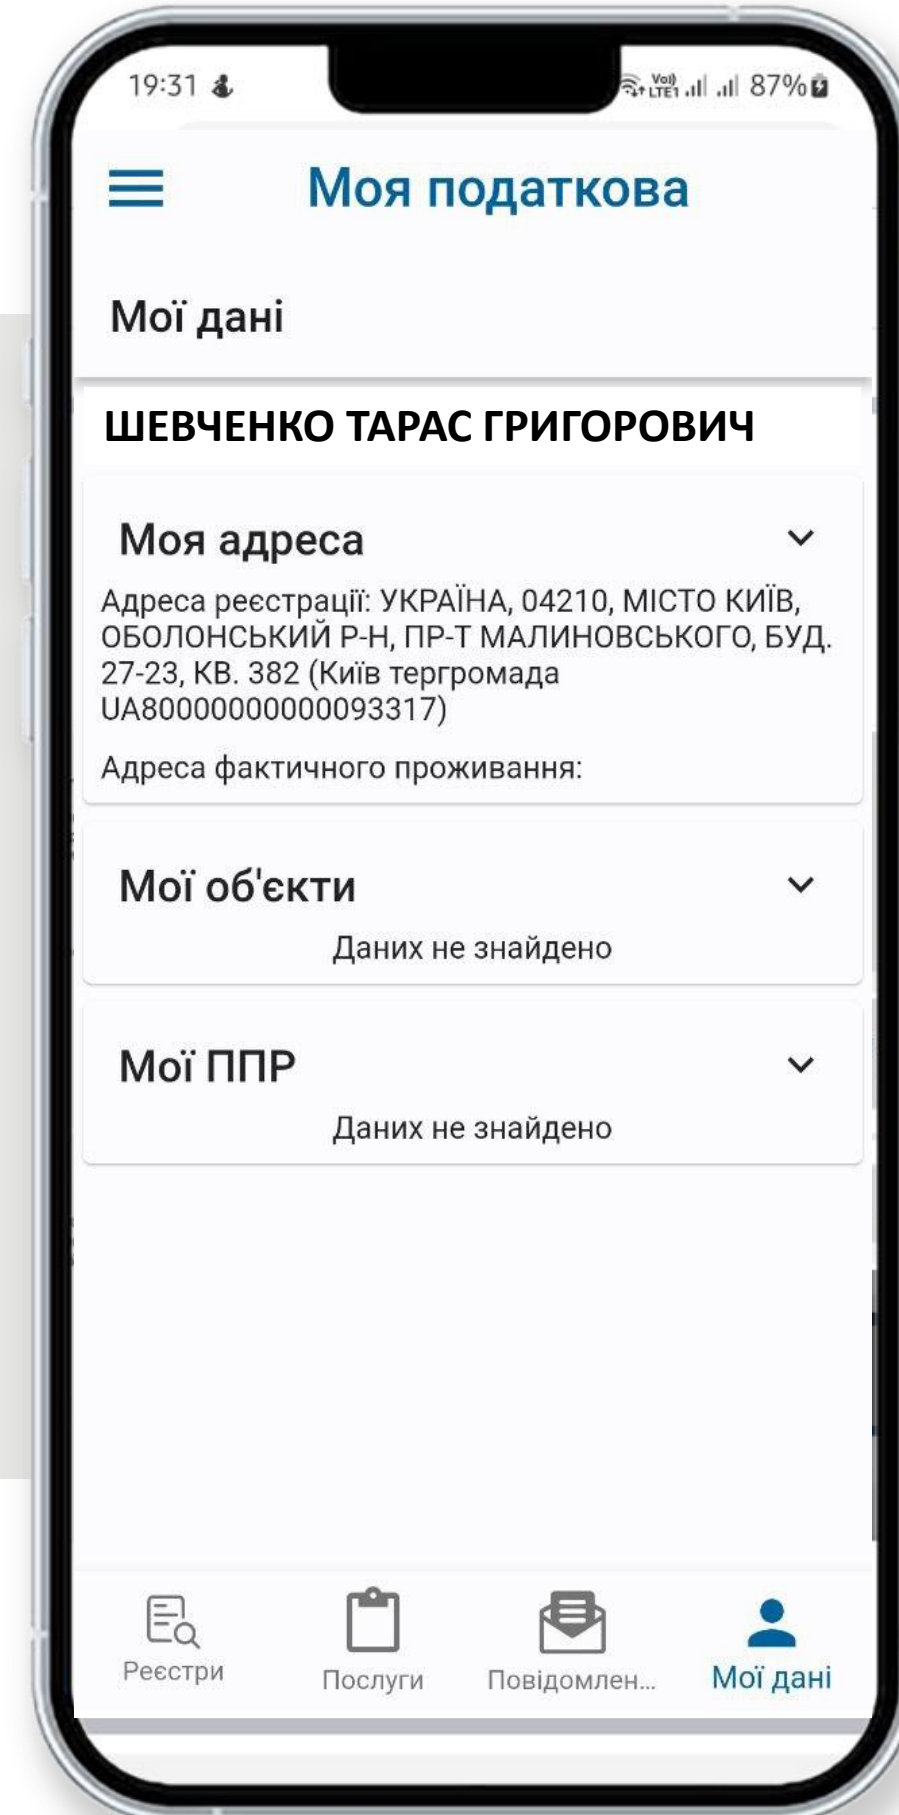 19:31
Vo)) LTE1 87%
Моя податкова
Мої дані
ШЕВЧЕНКО ТАРАС ГРИГОРОВИЧ
Моя адреса
Адреса реєстрації: УКРАЇНА, 04210, МІСТО КИЇВ,
ОБОЛОНСЬКИЙ Р-Н, ПР-Т МАЛИНОВСЬКОГО, БУД.
27-23, КВ. 382 (Київ тергромада
UA80000000000093317)
Адреса фактичного проживання:
Мої об'єкти
Даних не знайдено
Мої ППР
Даних не знайдено
Реєстри
Послуги
Повідомлен...
Мої дані